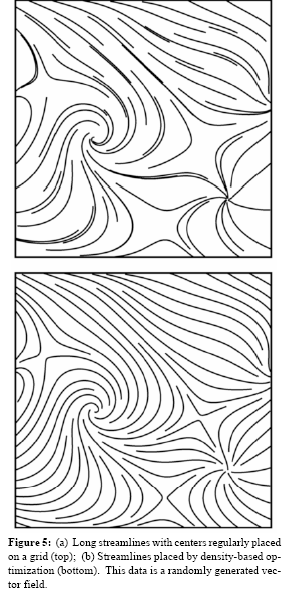 Figure 5: (a) Long streamlines with centers regularly placed
on a grid (top); (b) Streamlines placed by density-based op-
timization (bottom). This data is a randomly generated vec-
tor field.